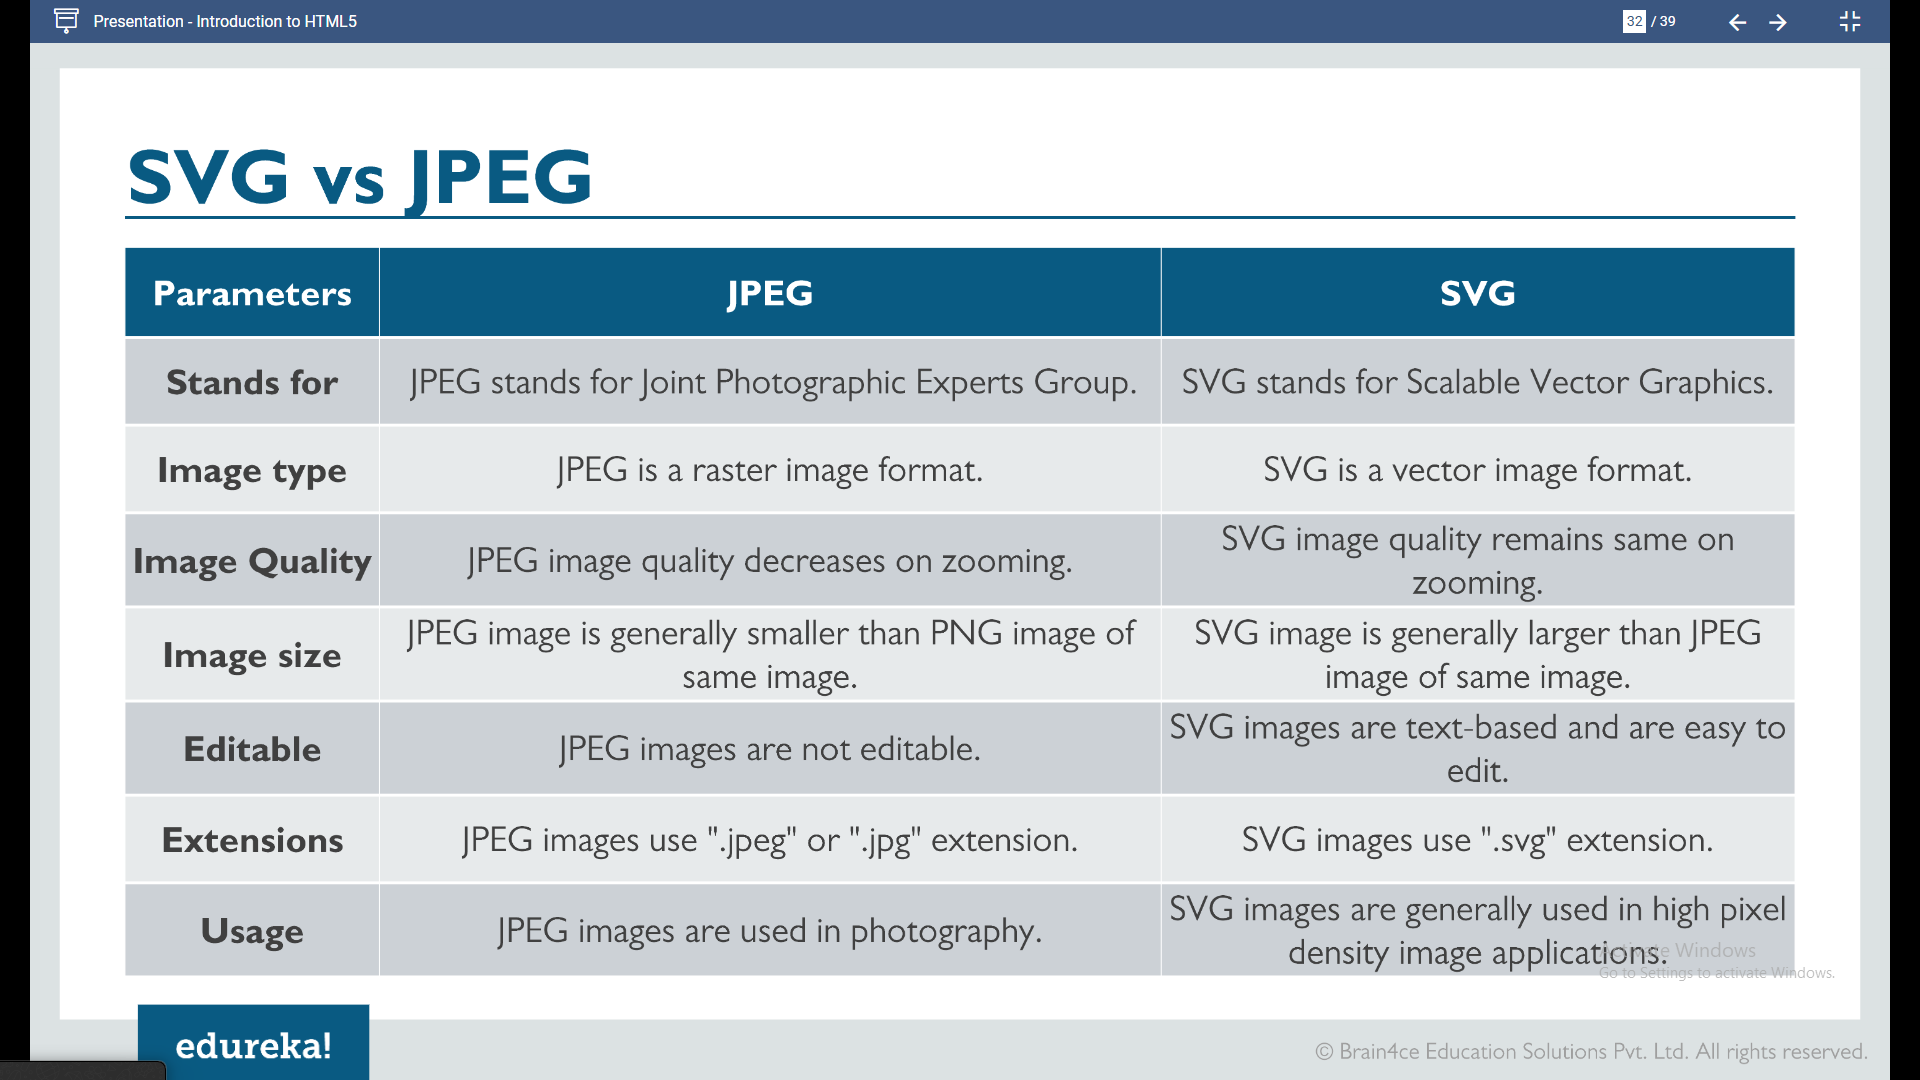 Presentation - Introduction to HTML5
32 / 39
SVG vs JPEG
Parameters
JPEG
SVG
Stands for
JPEG stands for Joint Photographic Experts Group.
SVG stands for Scalable Vector Graphics.
Image type
JPEG is a raster image format.
SVG is a vector image format.
Image Quality
JPEG image quality decreases on zooming.
SVG image quality remains same on
zooming.
Image size
JPEG image is generally smaller than PNG image of
same image.
SVG image is generally larger than JPEG
image of same image.
Editable
JPEG images are not editable.
SVG images are text-based and are easy to
edit.
Extensions
JPEG images use ".jpeg" or ".jpg" extension.
SVG images use ".svg" extension.
Usage
JPEG images are used in photography.
SVG images are generally used in high pixel
density image applications.
Activate Windows
Go to Settings to activate Windows.
edureka!
© Brain4ce Education Solutions Pvt. Ltd. All rights reserved.